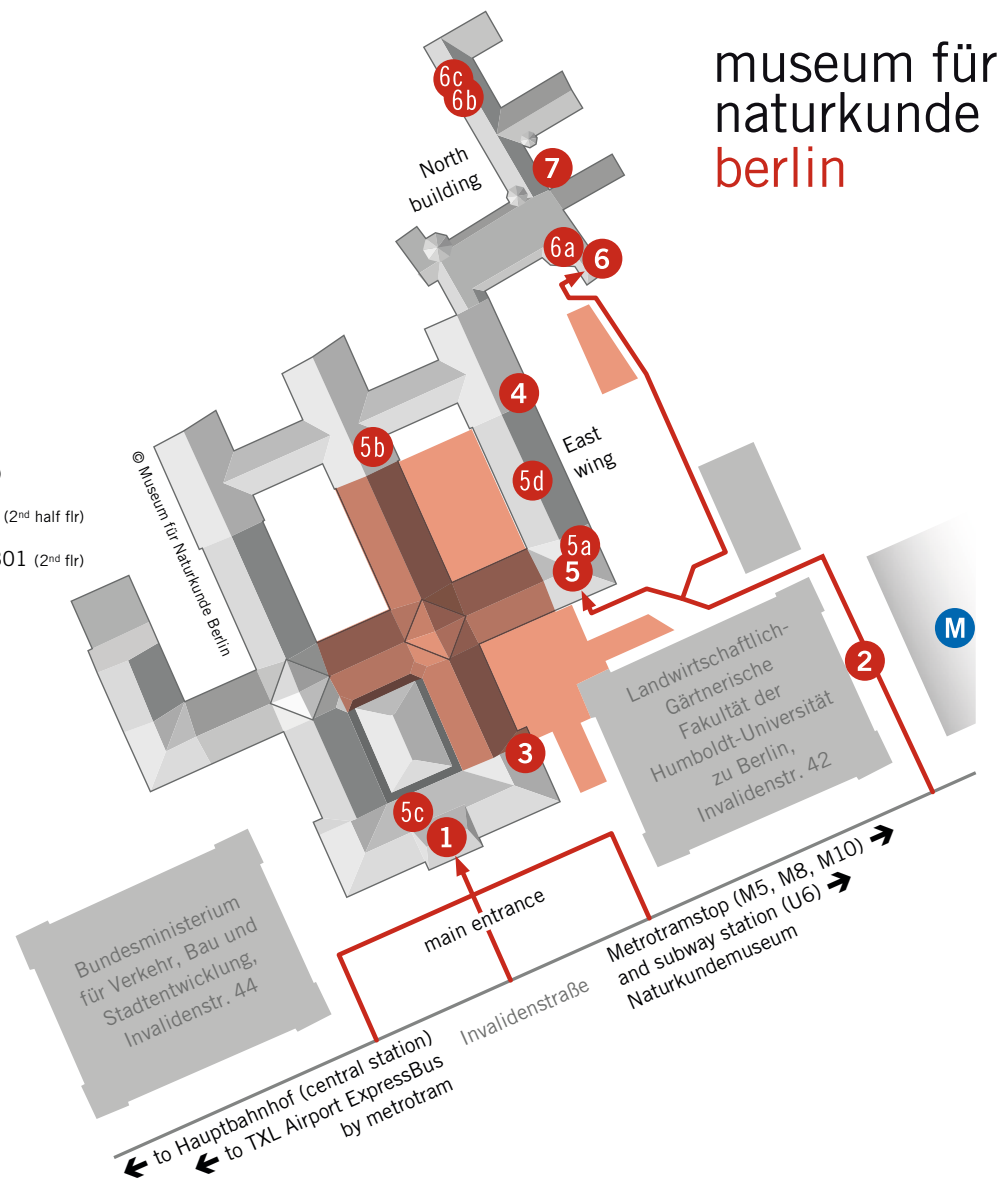 museum für
naturkunde
berlin
6c
6b
North
building
7
6a
6
4
5b
East
wing
5d
5a
5
© Museum für Naturkunde Berlin
(2nd half flr)
01 (2nd flr)
M
2
Landwirtschaftlich-
Gärtnerische
Fakultät der
Humboldt-Universität
zu Berlin,
Invalidenstr. 42
3
5c
1
main entrance
Bundesministerium
für Verkehr, Bau und
Stadtentwicklung,
Invalidenstr. 44
Metrotramstop (M5, M8, M10)
and subway station (U6)
Naturkundemuseum
Invalidenstraße
to Hauptbahnhof (central station)
to TXL Airport ExpressBus
by metrotram